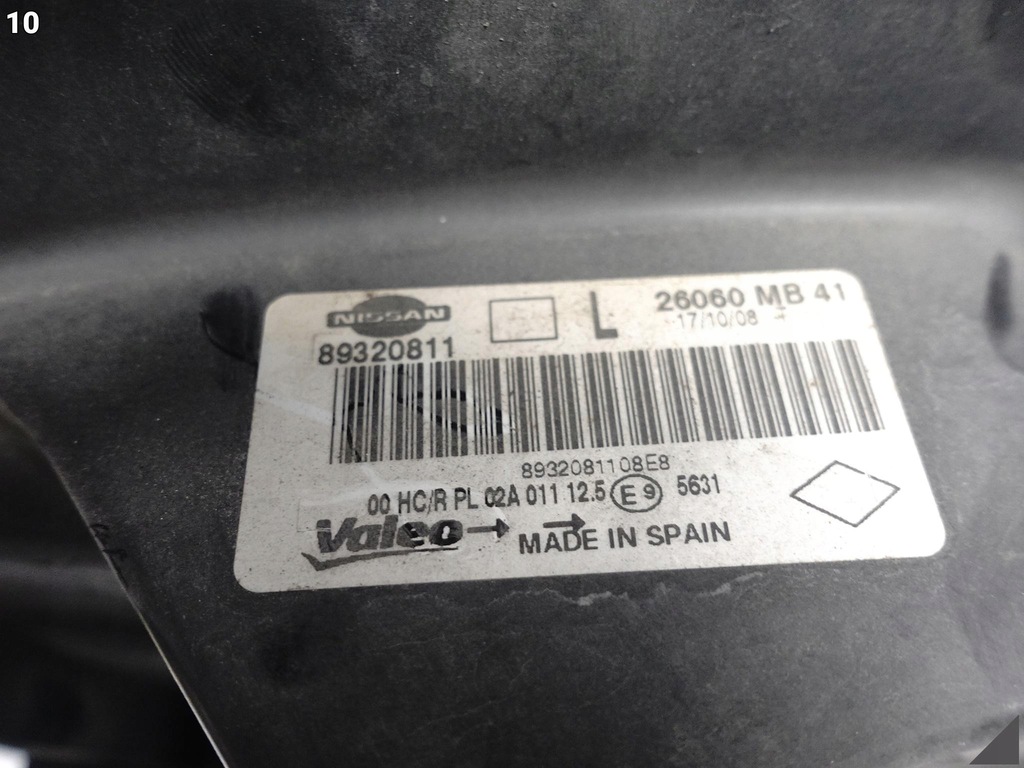 10
NISSAN L 26060 MB 41
17/10/08
89320811
8932081108E8
00 HC/R PL 02A 011 12.5 E9 5631
Valeo MADE IN SPAIN